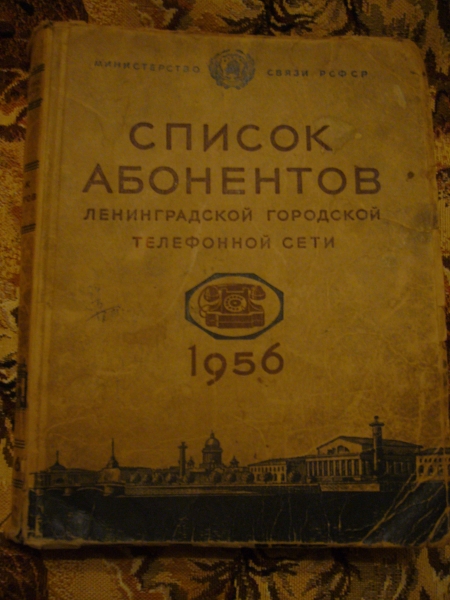 МИНИСТЕРСТВО СВЯЗИ РСФСР
СПИСОК
АБОНЕНТОВ
ЛЕНИНГРАДСКОЙ ГОРОДСКОЙ
ТЕЛЕФОННОЙ СЕТИ
1956